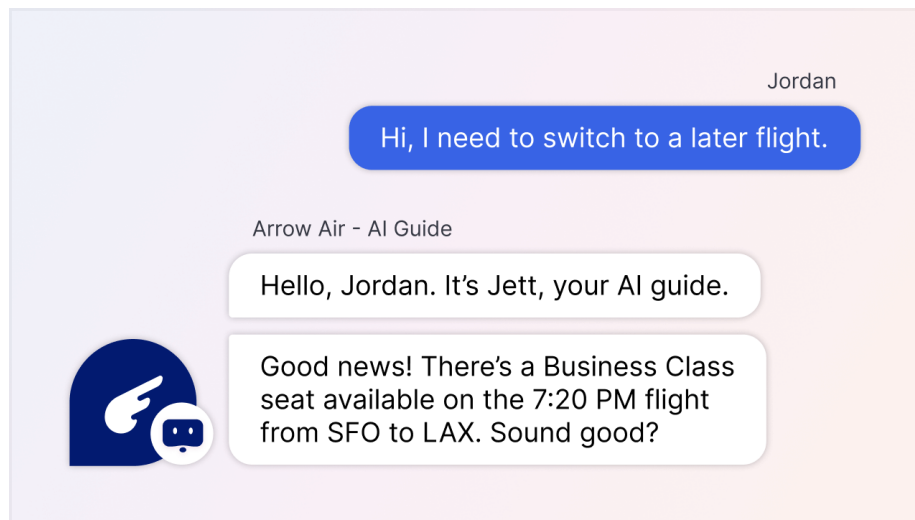 Jordan
Hi, I need to switch to a later flight.
Arrow Air - AI Guide
Hello, Jordan. It’s Jett, your AI guide.
Good news! There’s a Business Class
seat available on the 7:20 PM flight
from SFO to LAX. Sound good?